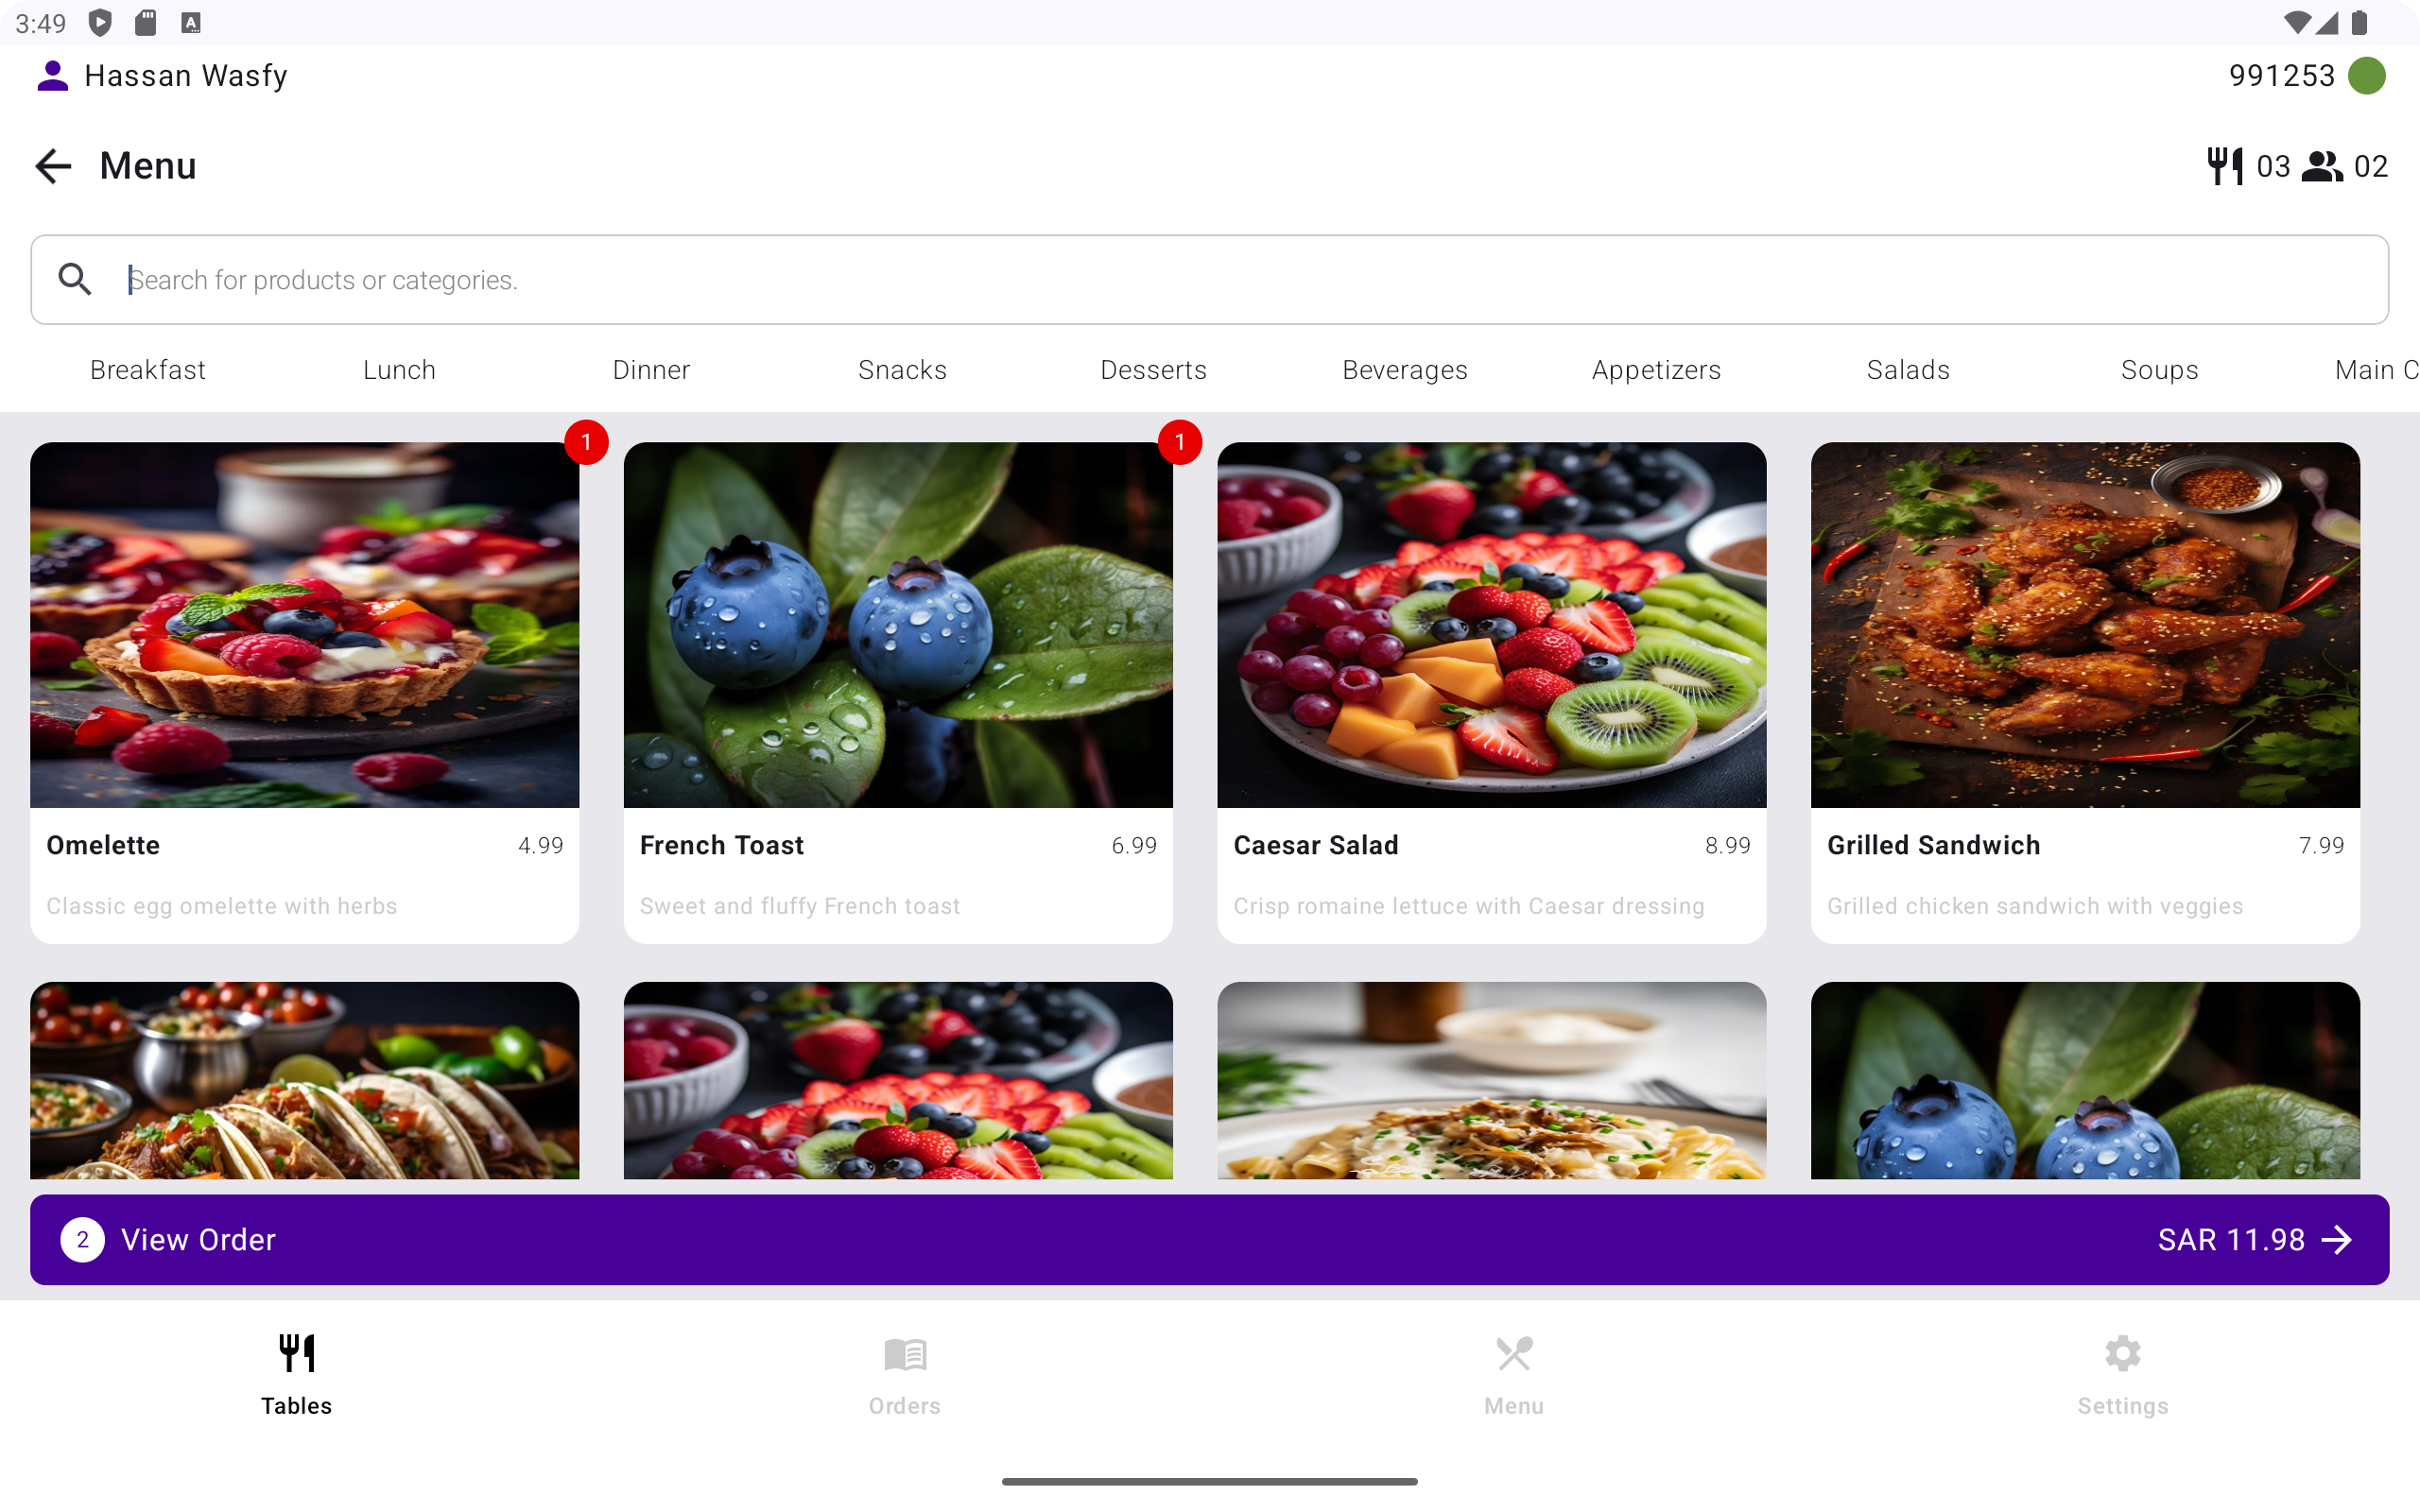 3:49
Hassan Wasfy
991253
Menu
03 02
Search for products or categories.
Breakfast Lunch Dinner Snacks Desserts Beverages Appetizers Salads Soups Main C
1 1
Omelette 4.99 French Toast 6.99 Caesar Salad 8.99 Grilled Sandwich 7.99
Classic egg omelette with herbs Sweet and fluffy French toast Crisp romaine lettuce with Caesar dressing Grilled chicken sandwich with veggies
2 View Order SAR 11.98
Tables Orders Menu Settings